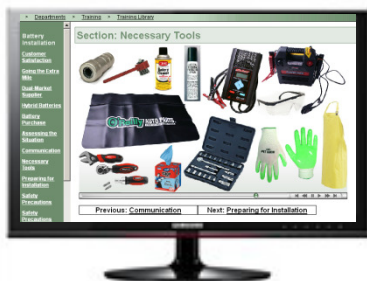 Departments • Training • Training Library
Battery
Installation
Customer
Satisfaction
Going the Extra
Mile
Dual-Market
Supplier
Hybrid Batteries
Battery
Purchase
Assessing the
Situation
Communication
Necessary
Tools
Preparing for
Installation
Safety
Precautions
Safety
Precautions
Section: Necessary Tools
O'Reilly AUTO PARTS
Previous: Communication
Next: Preparing for Installation
SAMSUNG